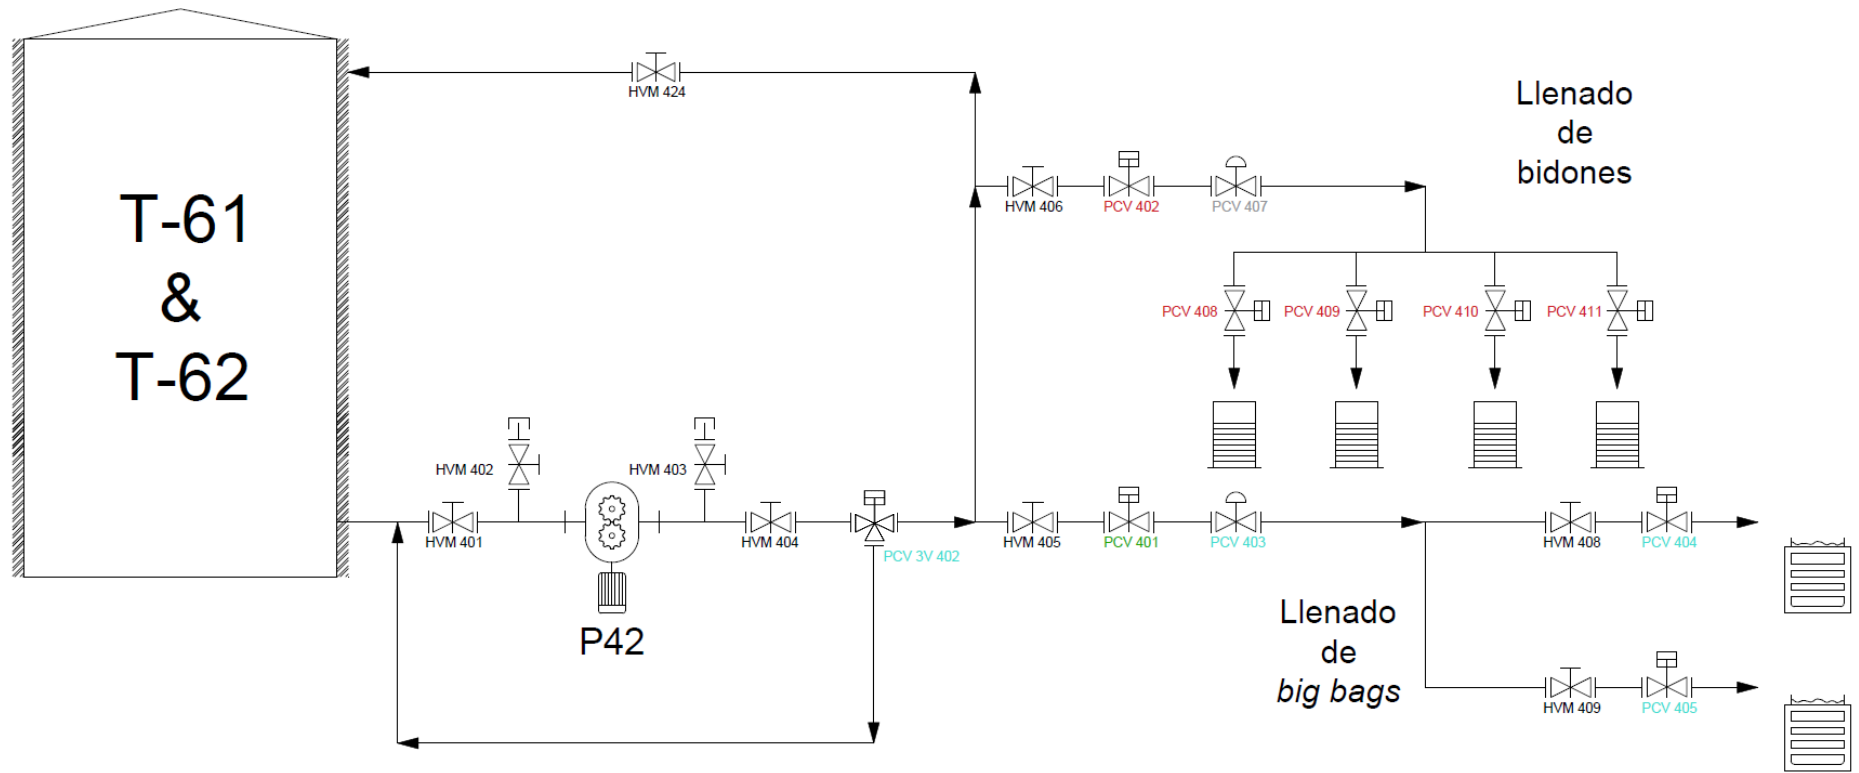 HVM 424
Llenado
de
bidones
T-61
&
T-62
HVM 406
PCV 402
PCV 407
PCV 408
PCV 409
PCV 410
PCV 411
HVM 402
HVM 403
HVM 401
HVM 404
PCV 3V 402
HVM 405
PCV 401
PCV 403
HVM 408
PCV 404
P42
Llenado
de
big bags
HVM 409
PCV 405